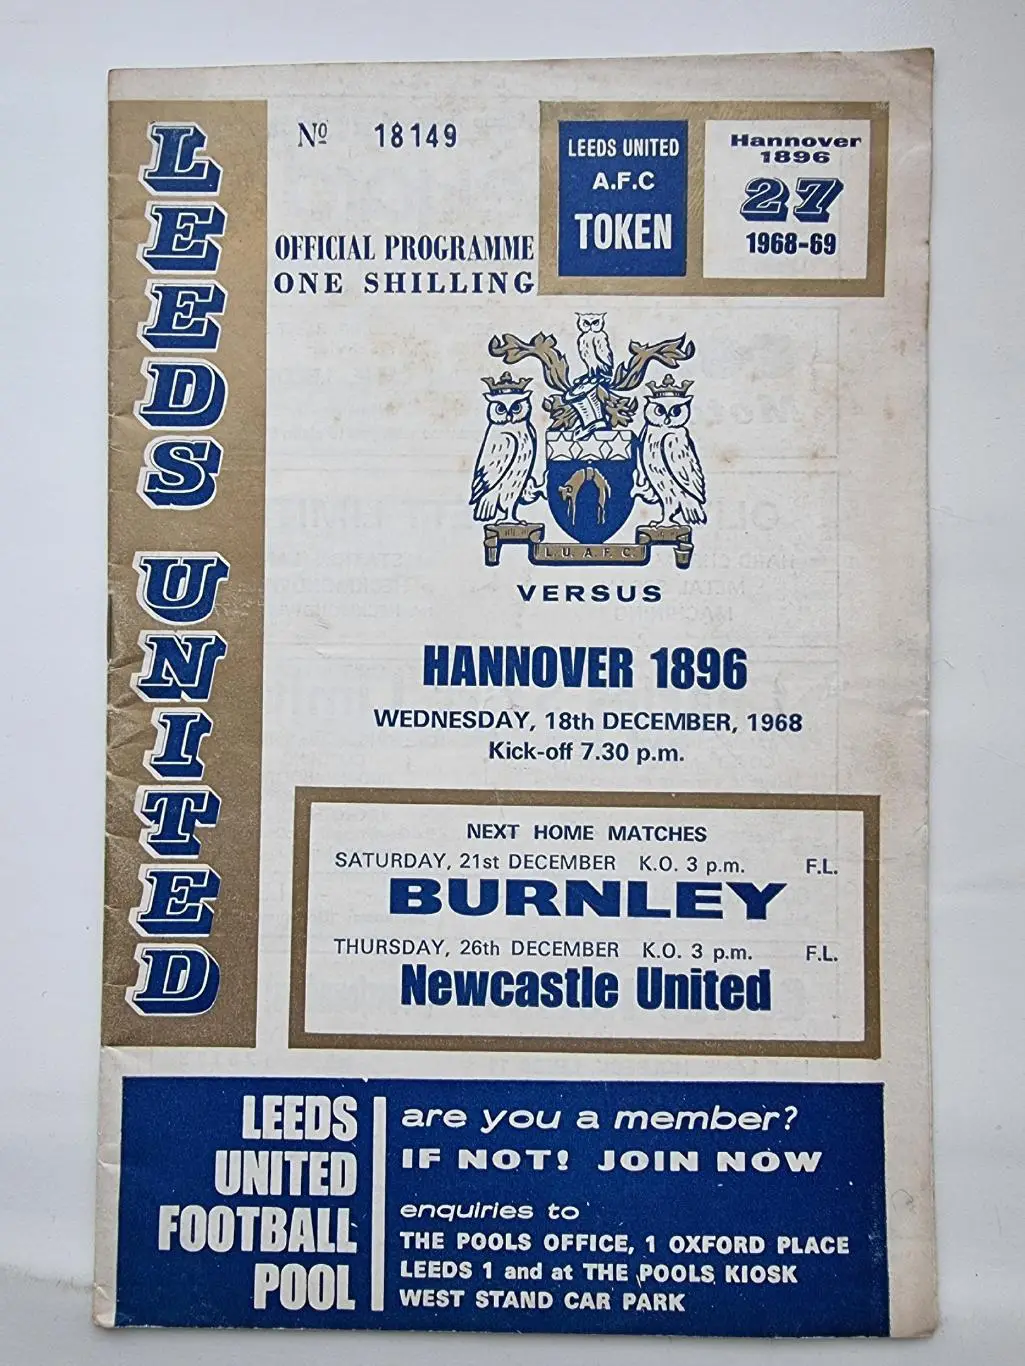 LEEDS UNITED
Nº 18149
OFFICIAL PROGRAMME
ONE SHILLING
LEEDS UNITED
A.F.C
TOKEN
Hannover
1896
27
1968-69
L.U.A.F.C.
VERSUS
HANNOVER 1896
WEDNESDAY, 18th DECEMBER, 1968
Kick-off 7.30 p.m.
NEXT HOME MATCHES
SATURDAY, 21st DECEMBER K.O. 3 p.m. F.L.
BURNLEY
THURSDAY, 26th DECEMBER K.O. 3 p.m. F.L.
Newcastle United
LEEDS
UNITED
FOOTBALL
POOL
are you a member?
IF NOT! JOIN NOW
enquiries to
THE POOLS OFFICE, 1 OXFORD PLACE
LEEDS 1 and at THE POOLS KIOSK
WEST STAND CAR PARK